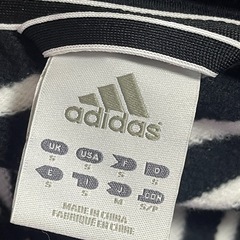 adidas
UK USA F D
S S S S
E I J CDN
S S M S/P
MADE IN CHINA
FABRIQUÉ EN CHINE